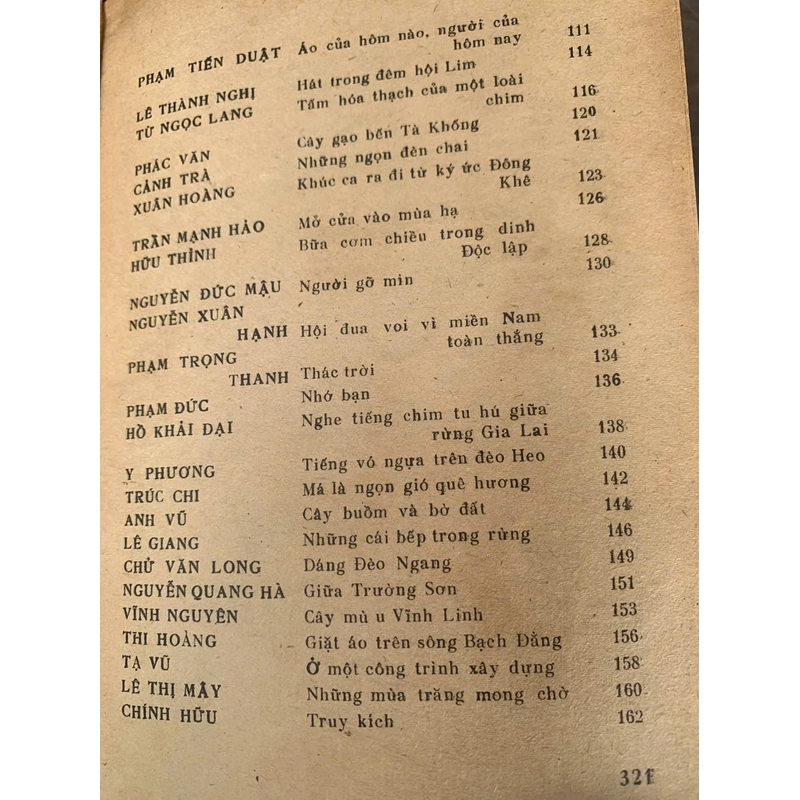 PHẠM TIẾN DUẬT Áo của hôm nào, người của
hôm nay 111
LÊ THÀNH NGHỊ Hát trong đêm hội Lim 114
TỪ NGỌC LANG Tấm hóa thạch của một loài
chim 116
PHÁC VĂN Cây gạo bến Tà Khống 120
CẢNH TRÀ Những ngọn đèn chai 121
XUÂN HOÀNG Khúc ca ra đi từ ký ức Đông
Khê 123
TRẦN MẠNH HẢO Mở cửa vào mùa hạ 126
HỮU THỈNH Bữa cơm chiều trong dinh
Độc lập 128
NGUYỄN ĐỨC MẬU Người gỡ mìn 130
NGUYỄN XUÂN
HẠNH Hội đua voi vì miền Nam
toàn thắng 133
PHẠM TRỌNG
THANH Thác trời 134
PHẠM ĐỨC Nhớ bạn 136
HỒ KHẢI ĐẠI Nghe tiếng chim tu hú giữa
rừng Gia Lai 138
Y PHƯƠNG Tiếng vó ngựa trên đèo Heo 140
TRÚC CHI Má là ngọn gió quê hương 142
ANH VŨ Cây buồm và bờ đất 144
LÊ GIANG Những cái bếp trong rừng 146
CHỬ VĂN LONG Dáng Đèo Ngang 149
NGUYỄN QUANG HÀ Giữa Trường Sơn 151
VĨNH NGUYÊN Cây mù u Vĩnh Linh 153
THI HOÀNG Giặt áo trên sông Bạch Đằng 156
TẠ VŨ Ở một công trình xây dựng 158
LÊ THỊ MÂY Những mùa trăng mong chờ 160
CHÍNH HỮU Truy kích 162
321